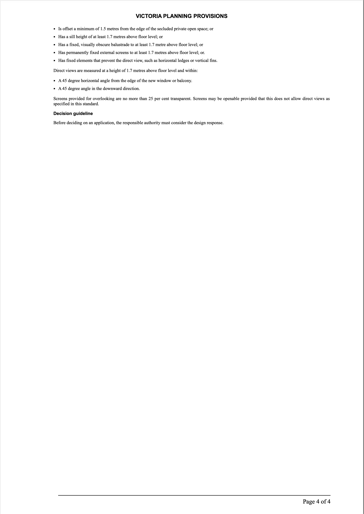 VICTORIA PLANNING PROVISIONS
• Is offset a minimum of 1.5 metres from the edge of the secluded private open space; or
• Has a sill height of at least 1.7 metres above floor level; or
• Has a fixed, visually obscure balustrade to at least 1.7 metre above floor level; or
• Has permanently fixed external screens to at least 1.7 metre above floor level; or
• Has fixed elements that prevent the direct view, such as horizontal ledges or vertical fins.
Direct views are measured at a height of 1.7 metres above floor level and within:
• A 45 degree horizontal angle from the edge of the new window or balcony.
• A 45 degree angle in the downward direction.
Screens provided for overlooking are no more than 25 per cent transparent. Screens may be openable provided that this does not allow direct views as
specified in this standard.
Decision guideline
Before deciding on an application, the responsible authority must consider the design response.
Page 4 of 4